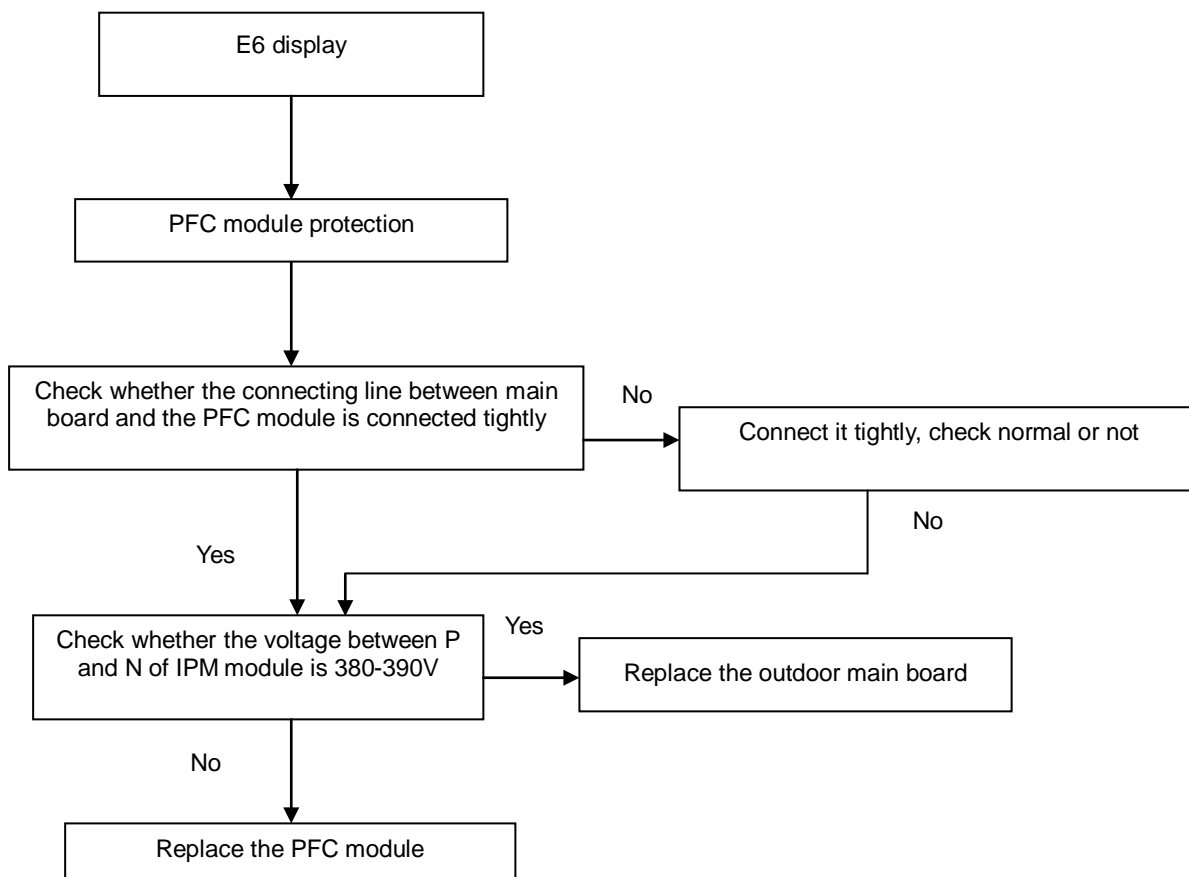 E6 display
PFC module protection
Check whether the connecting line between main
board and the PFC module is connected tightly
No
Connect it tightly, check normal or not
No
Yes
Check whether the voltage between P
and N of IPM module is 380-390V
Yes
Replace the outdoor main board
No
Replace the PFC module